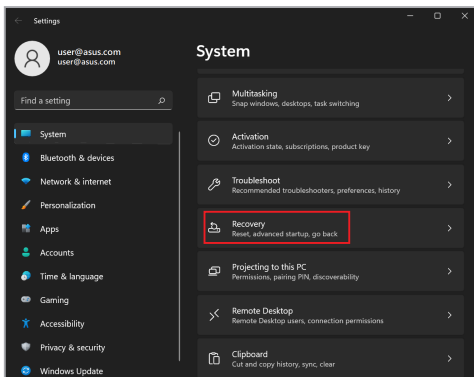 Settings
user@asus.com
user@asus.com
Find a setting
System
Bluetooth & devices
Network & internet
Personalization
Apps
Accounts
Time & language
Gaming
Accessibility
Privacy & security
Windows Update
System
Multitasking
Snap windows, desktops, task switching
Activation
Activation state, subscriptions, product key
Troubleshoot
Recommended troubleshooters, preferences, history
Recovery
Reset, advanced startup, go back
Projecting to this PC
Permissions, pairing PIN, discoverability
Remote Desktop
Remote Desktop users, connection permissions
Clipboard
Cut and copy history, sync, clear